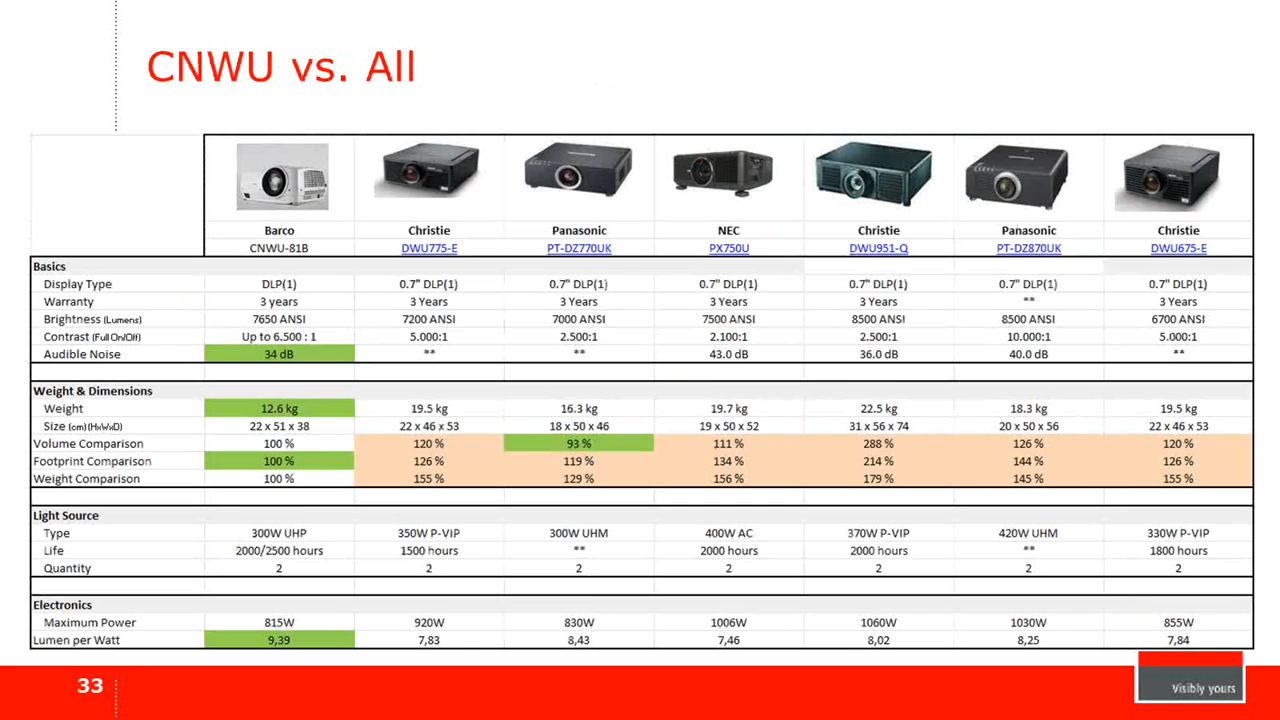 CNWU vs. All
Barco Christie Panasonic NEC Christie Panasonic Christie
CNWU-81B DWU775-E PT-DZ770UK PX750U DWU951-Q PT-DZ870UK DWU675-E
Basics
Display Type DLP(1) 0.7" DLP(1) 0.7" DLP(1) 0.7" DLP(1) 0.7" DLP(1) 0.7" DLP(1) 0.7" DLP(1)
Warranty 3 years 3 Years 3 Years 3 Years 3 Years ** 3 Years
Brightness (Lumens) 7650 ANSI 7200 ANSI 7000 ANSI 7500 ANSI 8500 ANSI 8500 ANSI 6700 ANSI
Contrast (Full On/Off) Up to 6.500 : 1 5.000:1 2.500:1 2.100:1 2.500:1 10.000:1 5.000:1
Audible Noise 34 dB ** ** 43.0 dB 36.0 dB 40.0 dB **
Weight & Dimensions
Weight 12.6 kg 19.5 kg 16.3 kg 19.7 kg 22.5 kg 18.3 kg 19.5 kg
Size (cm) (HxWxD) 22 x 51 x 38 22 x 46 x 53 18 x 50 x 46 19 x 50 x 52 31 x 56 x 74 20 x 50 x 56 22 x 46 x 53
Volume Comparison 100 % 120 % 93 % 111 % 288 % 126 % 120 %
Footprint Comparison 100 % 126 % 119 % 134 % 214 % 144 % 126 %
Weight Comparison 100 % 155 % 129 % 156 % 179 % 145 % 155 %
Light Source
Type 300W UHP 350W P-VIP 300W UHM 400W AC 370W P-VIP 420W UHM 330W P-VIP
Life 2000/2500 hours 1500 hours ** 2000 hours 2000 hours ** 1800 hours
Quantity 2 2 2 2 2 2 2
Electronics
Maximum Power 815W 920W 830W 1006W 1060W 1030W 855W
Lumen per Watt 9,39 7,83 8,43 7,46 8,02 8,25 7,84
33
Visibly yours